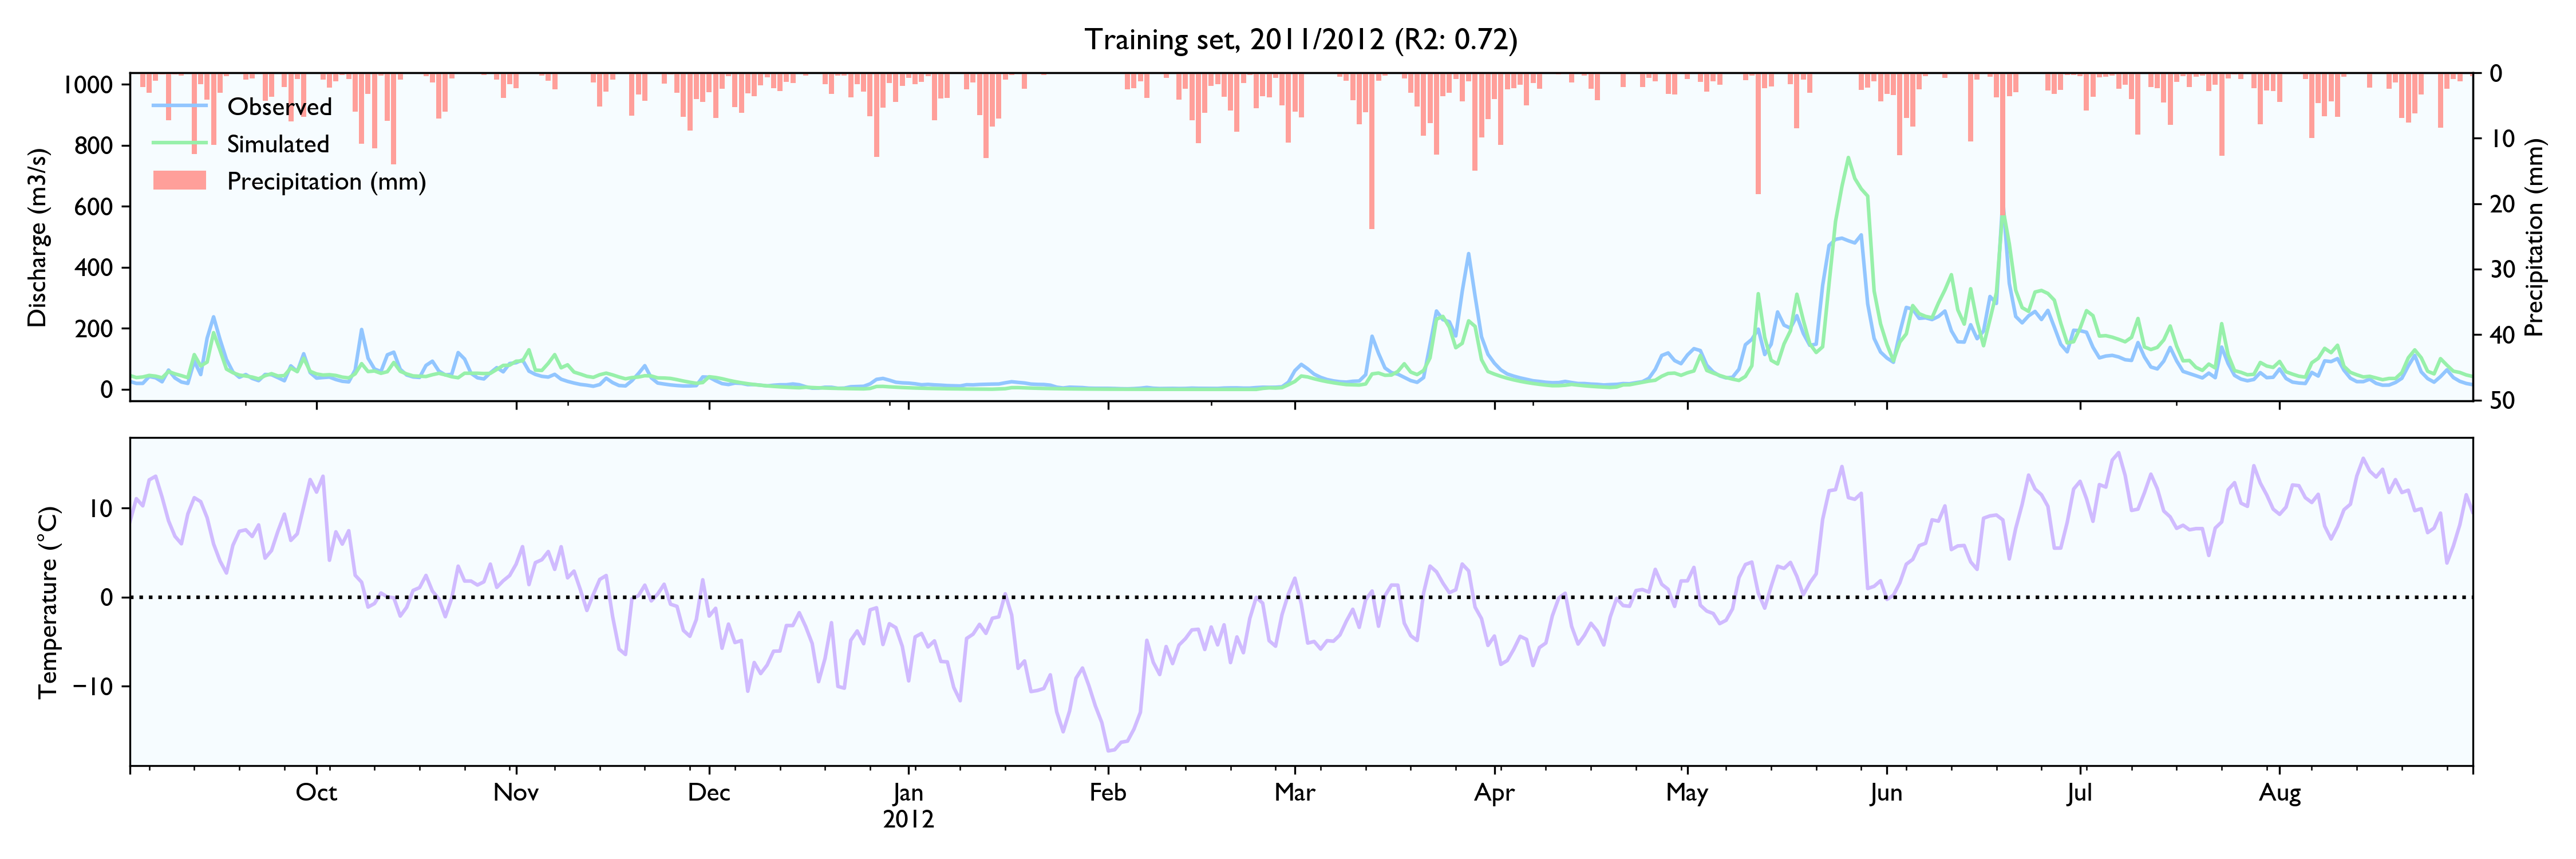 Training set, 2011/2012 (R2: 0.72)
1000
800
600
400
200
0
Discharge (m3/s)
Observed
Simulated
Precipitation (mm)
0
10
20
30
40
50
Precipitation (mm)
10
0
−10
Temperature (°C)
Oct Nov Dec Jan Feb Mar Apr May Jun Jul Aug
2012